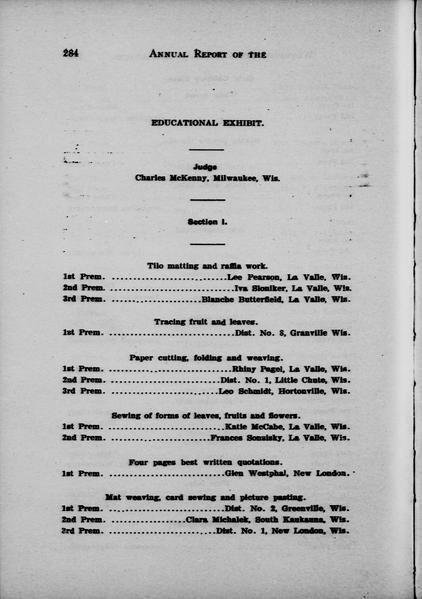 284 ANNUAL REPORT OF THE
EDUCATIONAL EXHIBIT.
Judge
Charles McKenny, Milwaukee, Wis.
Section I.
Tilo matting and raffia work.
1st Prem. .............................Lee Pearson, La Valle, Wis.
2nd Prem. ...............................Iva Sloniker, La Valle, Wis.
3rd Prem. .......................Blanche Butterfield, La Valle, Wis.
Tracing fruit and leaves.
1st Prem. ...............................Dist. No. 3, Granville Wis.
Paper cutting, folding and weaving.
1st Prem. ...............................Rhiny Pugel, La Valle, Wis.
2nd Prem. ............................Dist. No. 1, Little Chute, Wis.
3rd Prem. ...........................Leo Schmidt, Hortonville, Wis.
Sewing of forms of leaves, fruits and flowers.
1st Prem. .............................Katie McCabe, La Valle, Wis.
2nd Prem. .........................Frances Sonzisky, La Valle, Wis.
Four pages best written quotations.
1st Prem. .............................Glen Westphal, New London.
Mat weaving, card sewing and picture pasting.
1st Prem. .............................Dist. No. 2, Greenville, Wis.
2nd Prem. ...................Clara Michalek, South Kaukauna, Wis.
3rd Prem. ...........................Dist. No. 1, New London, Wis.